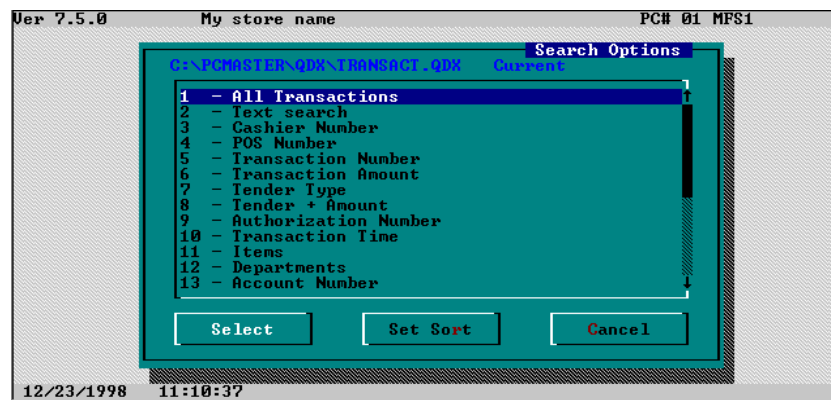 Ver 7.5.0 My store name PC# 01 MFS1
Search Options
C:\PCMASTER\QDX\TRANSACT.QDX Current
1 - All Transactions
2 - Text search
3 - Cashier Number
4 - POS Number
5 - Transaction Number
6 - Transaction Amount
7 - Tender Type
8 - Tender + Amount
9 - Authorization Number
10 - Transaction Time
11 - Items
12 - Departments
13 - Account Number
Select Set Sort Cancel
12/23/1998 11:10:37